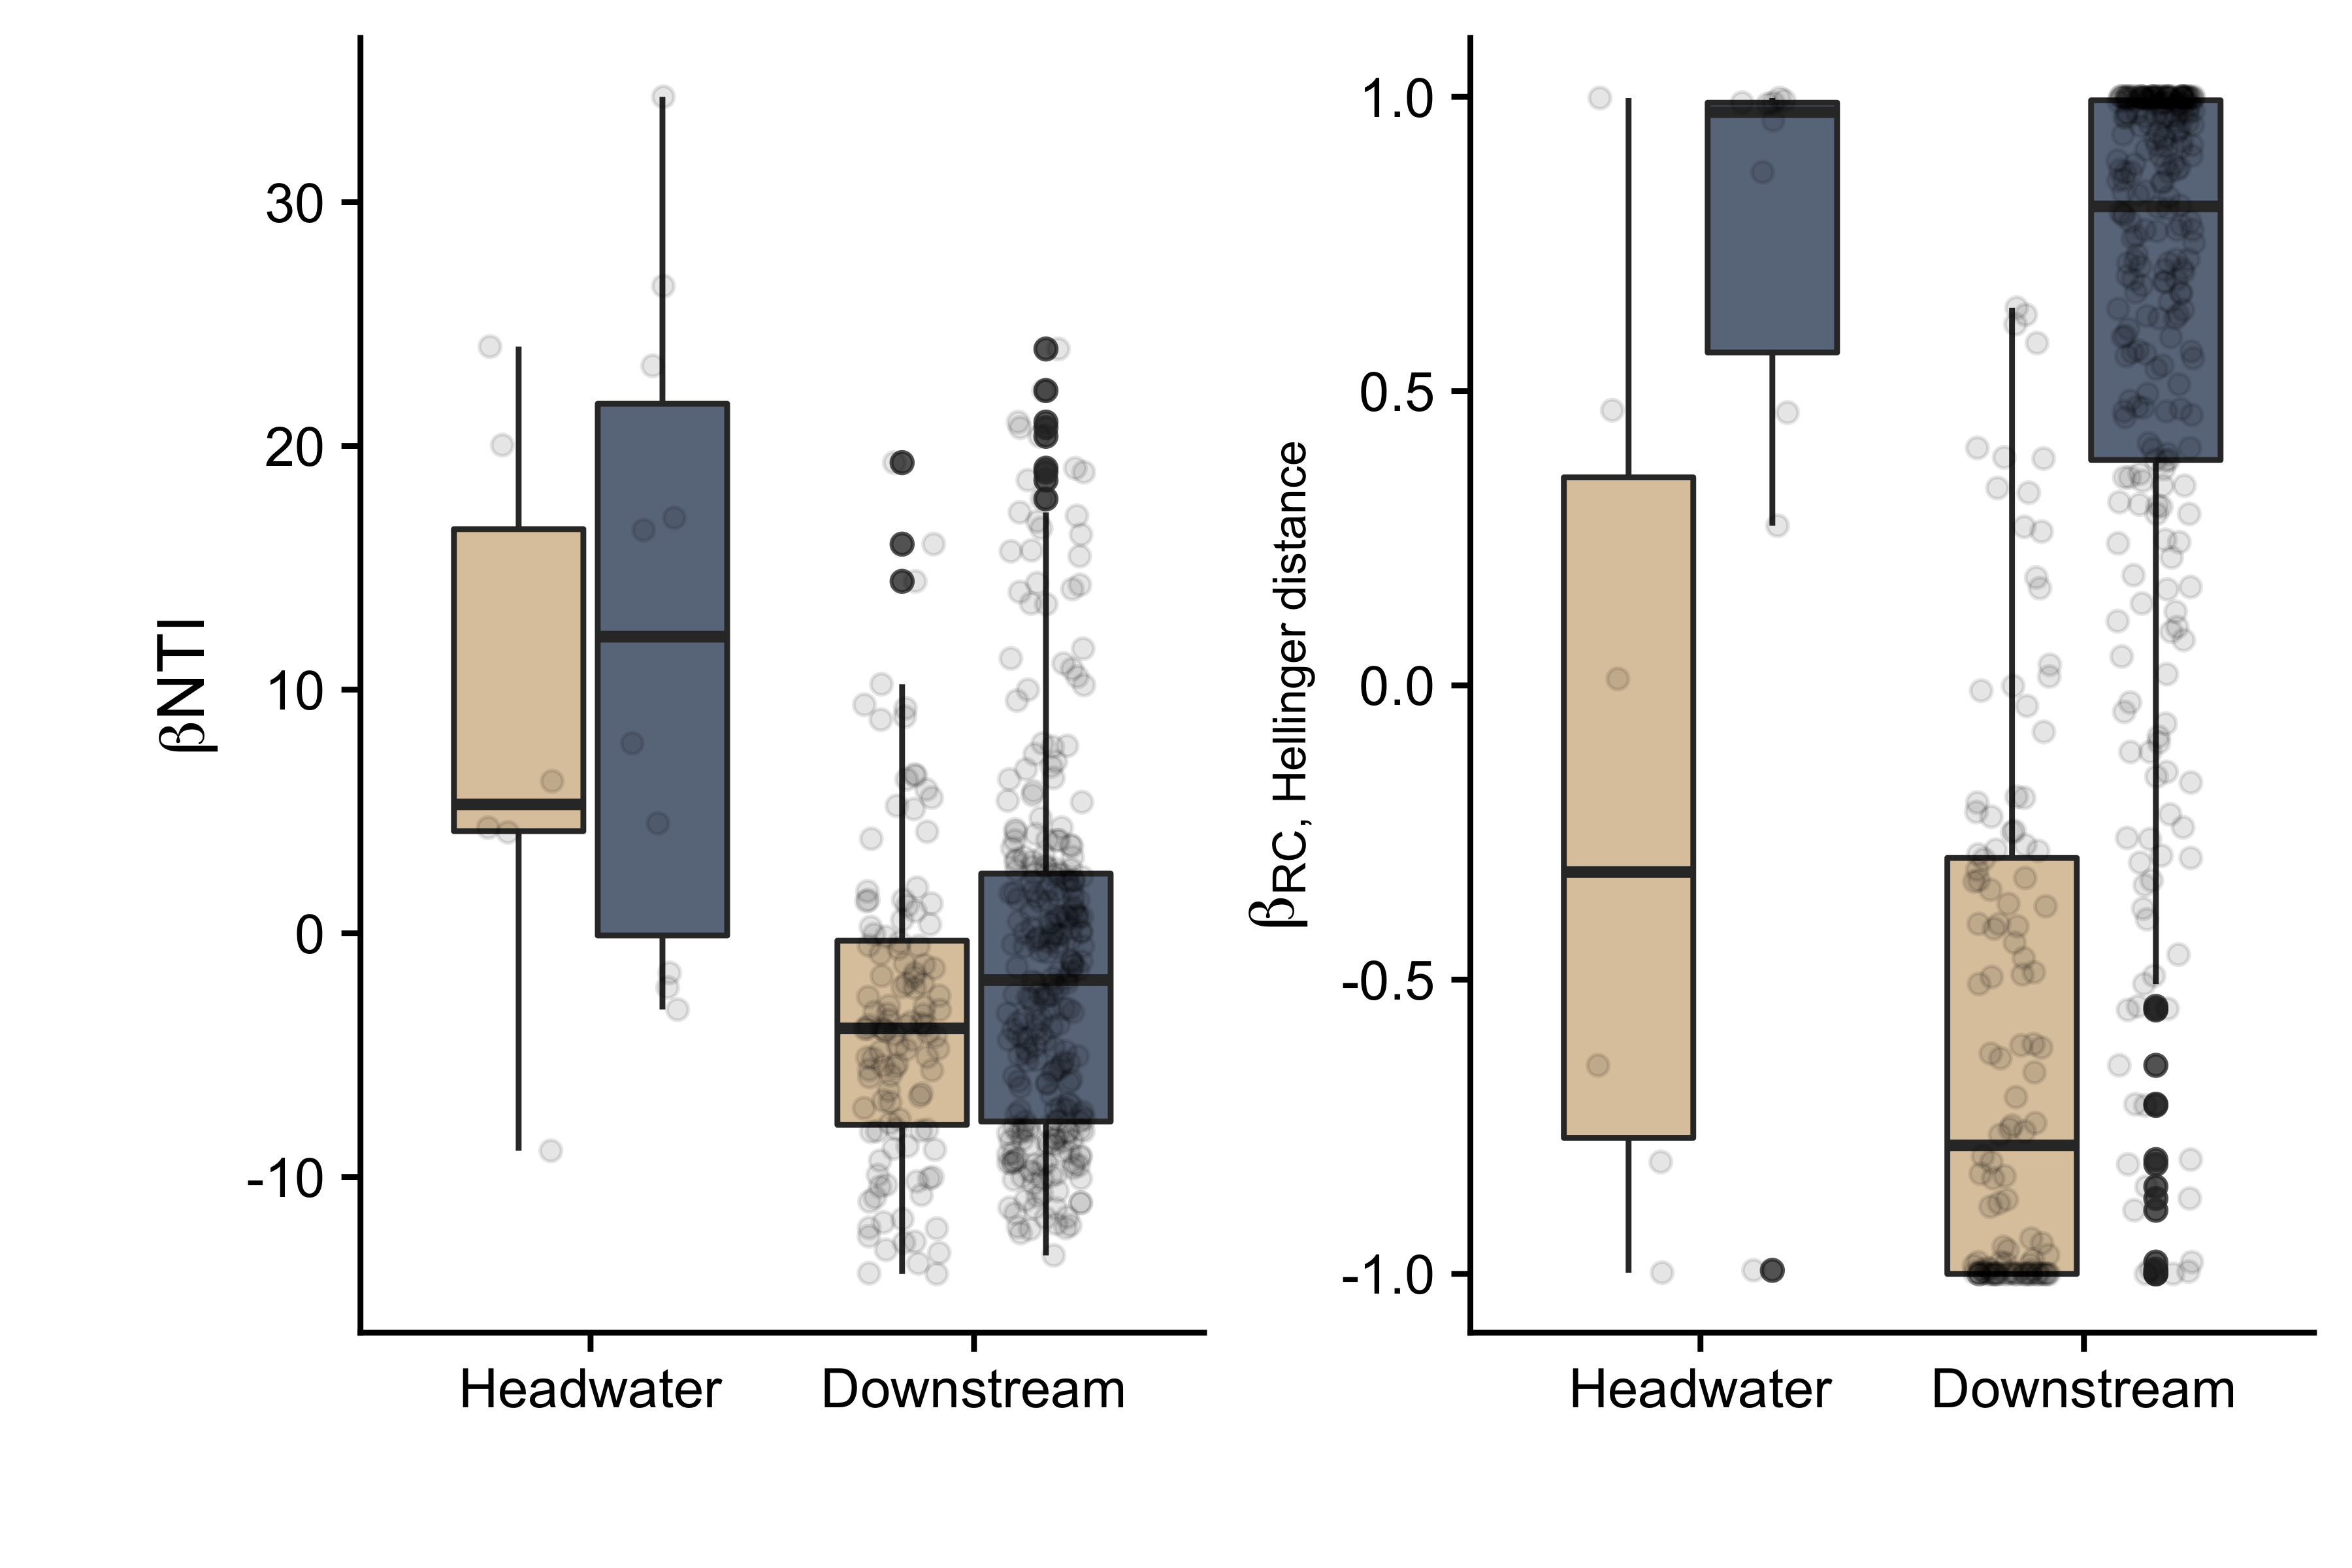 βNTI
30
20
10
0
-10
Headwater Downstream
βRC, Hellinger distance
1.0
0.5
0.0
-0.5
-1.0
Headwater Downstream